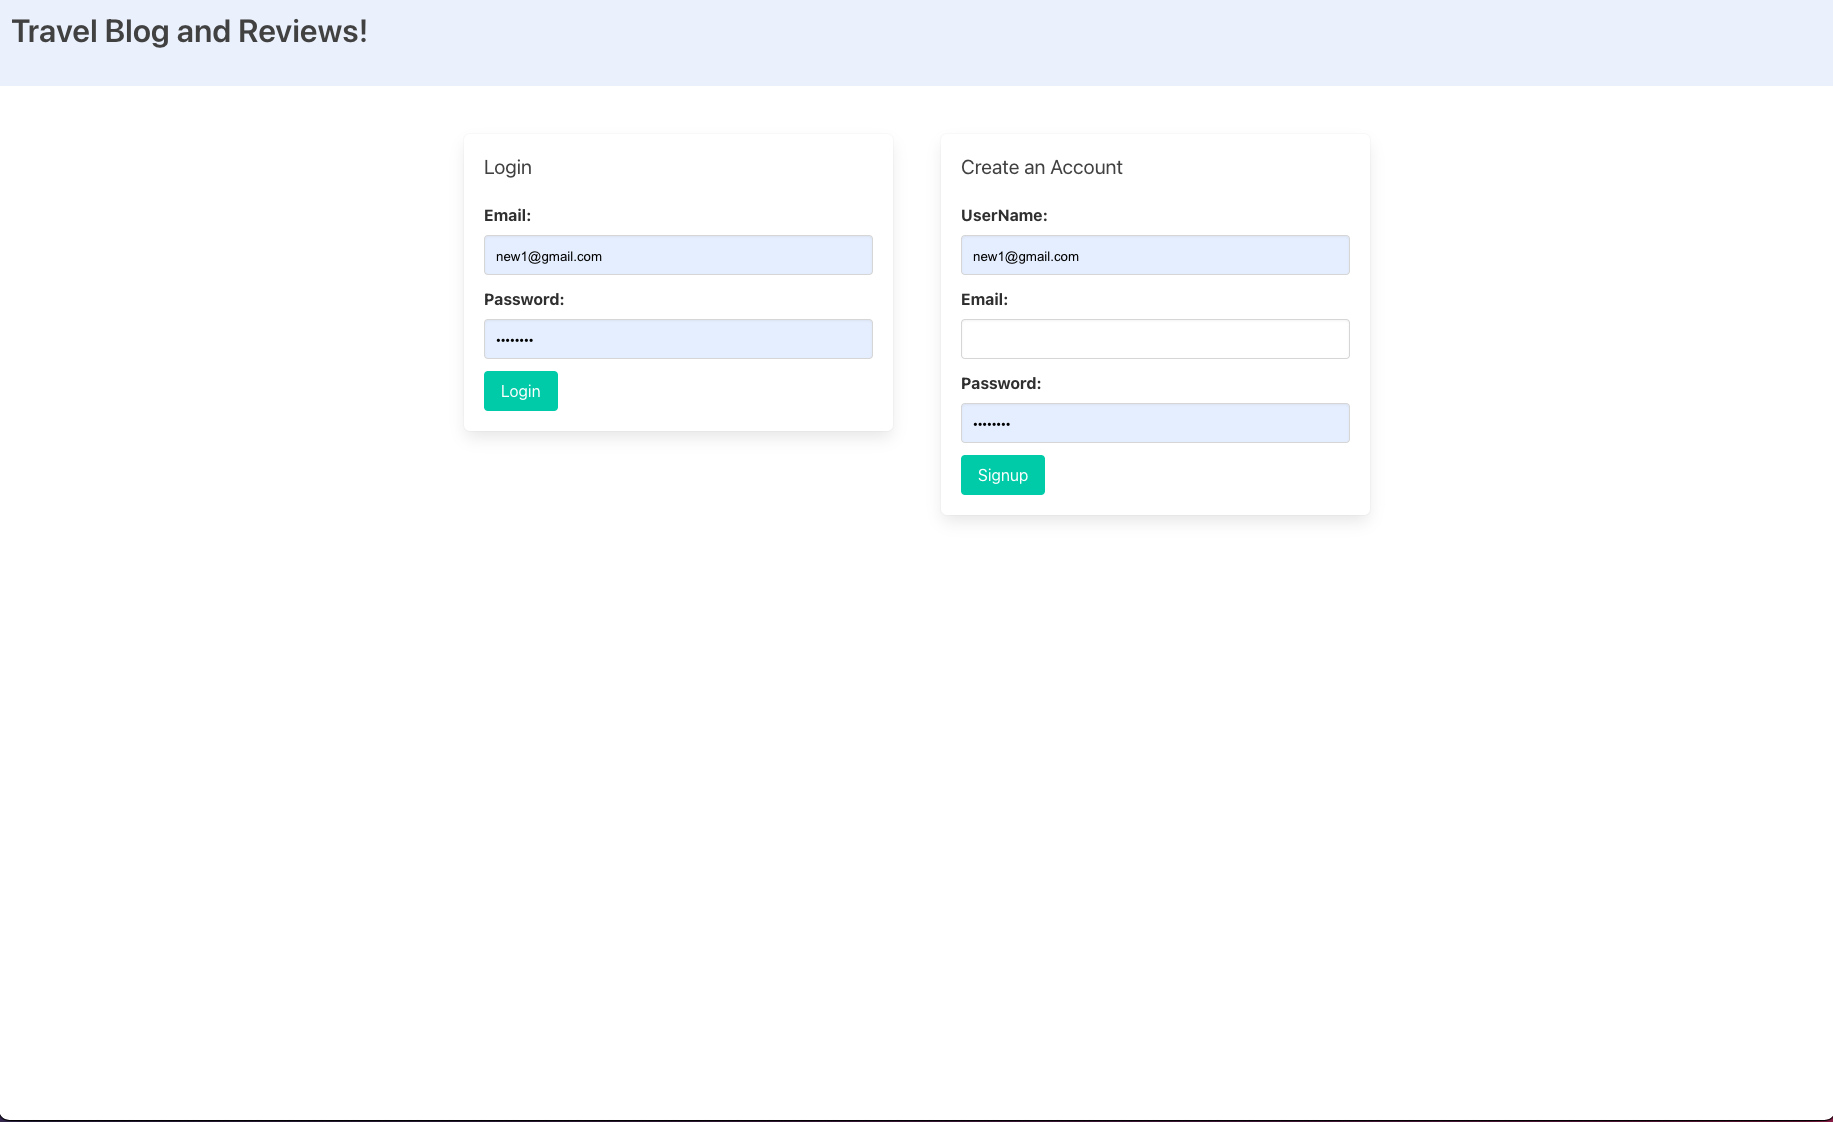 Travel Blog and Reviews!
Login
Email:
new1@gmail.com
Password:
••••••••
Login
Create an Account
UserName:
new1@gmail.com
Email:
Password:
••••••••
Signup